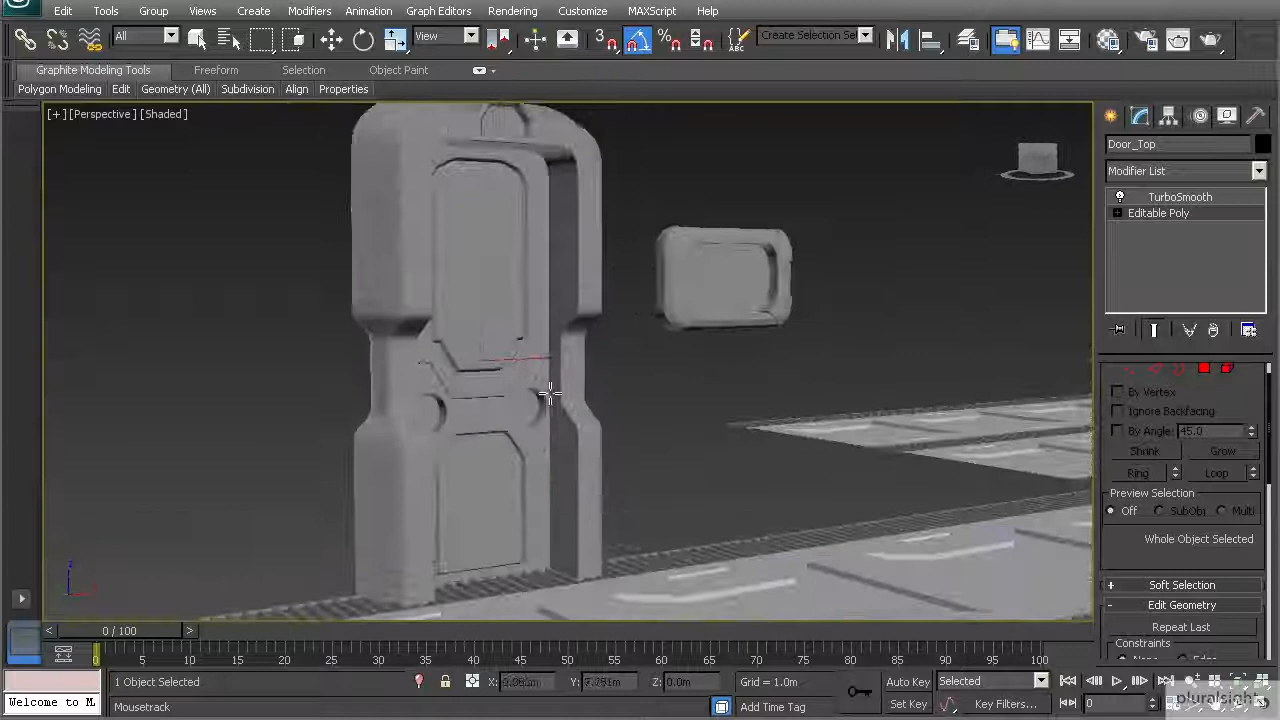 Edit Tools Group Views Create Modifiers Animation Graph Editors Rendering Customize MAXScript Help
All View 3 Create Selection Se
Graphite Modeling Tools Freeform Selection Object Paint
Polygon Modeling Edit Geometry (All) Subdivision Align Properties
[+] [Perspective] [Shaded]
Door_Top
Modifier List
TurboSmooth
Editable Poly
By Vertex
Ignore Backfacing
By Angle: 45.0
Shrink Grow
Ring Loop
Preview Selection
Off SubObj Multi
Whole Object Selected
+ Soft Selection
- Edit Geometry
Repeat Last
Constraints
< 0 / 100 >
0 5 10 15 20 25 30 35 40 45 50 55 60 65 70 75 80 85 90 95 100
1 Object Selected X: Y: Z: 0.0m Grid = 1.0m Auto Key Selected
Welcome to M Mousetrack Add Time Tag Set Key Key Filters... 0